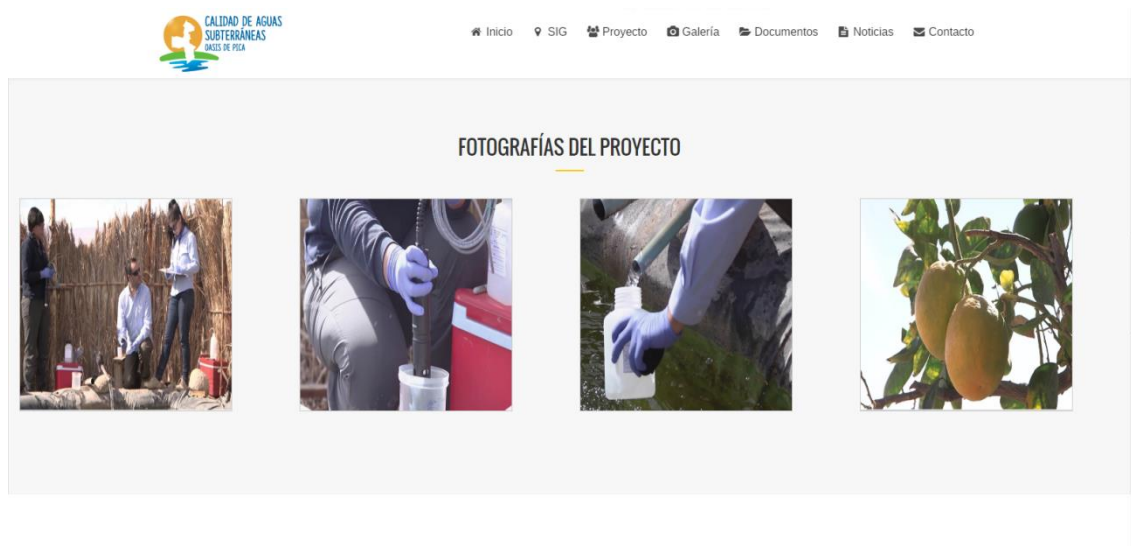 CALIDAD DE AGUAS
SUBTERRÁNEAS
OASIS DE PICA
Inicio SIG Proyecto Galería Documentos Noticias Contacto
FOTOGRAFÍAS DEL PROYECTO